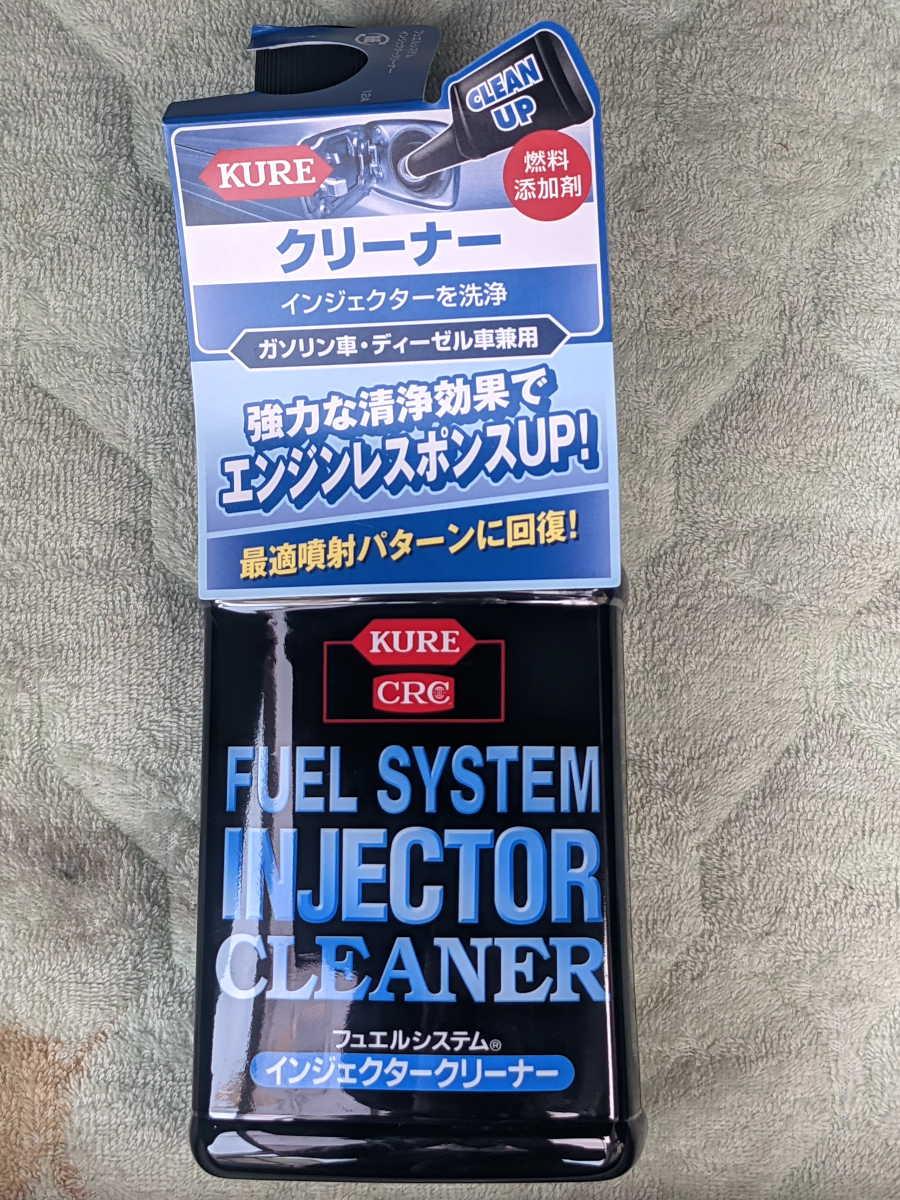 CLEAN
UP
KURE
燃料
添加剤
クリーナー
インジェクターを洗浄
ガソリン車・ディーゼル車兼用
強力な清浄効果で
エンジンレスポンスUP!
最適噴射パターンに回復!
KURE
CRC
FUEL SYSTEM
INJECTOR
CLEANER
フュエルシステム®
インジェクタークリーナー